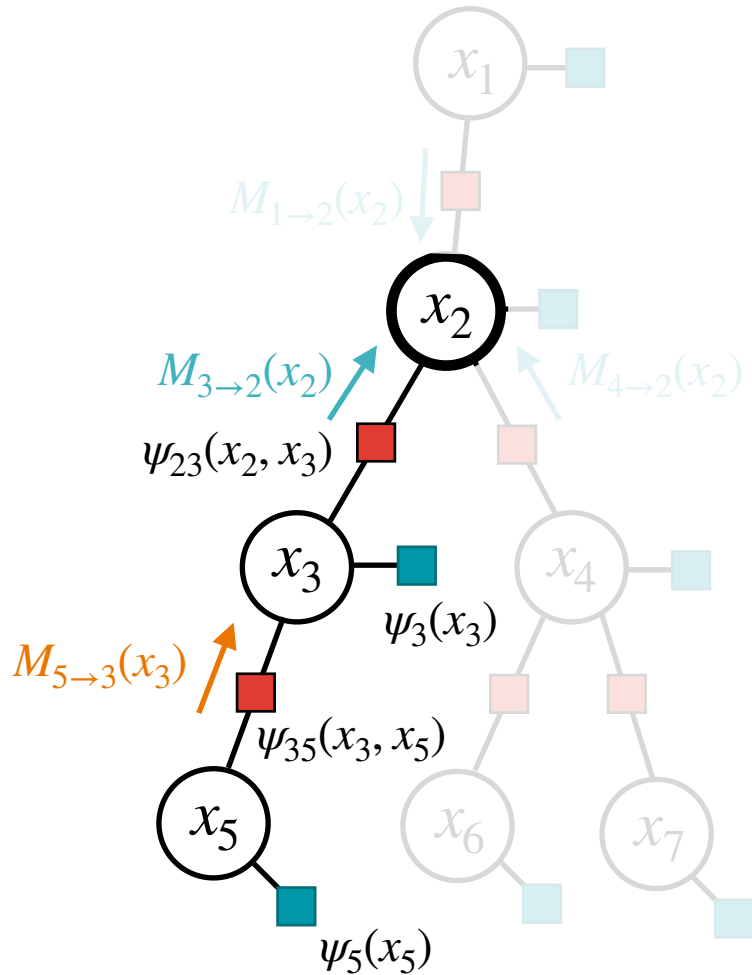 x₁
M₁→₂(x₂)
x₂
M₃→₂(x₂)
M₄→₂(x₂)
ψ₂₃(x₂, x₃)
x₃
x₄
ψ₃(x₃)
M₅→₃(x₃)
ψ₃₅(x₃, x₅)
x₅
x₆
x₇
ψ₅(x₅)